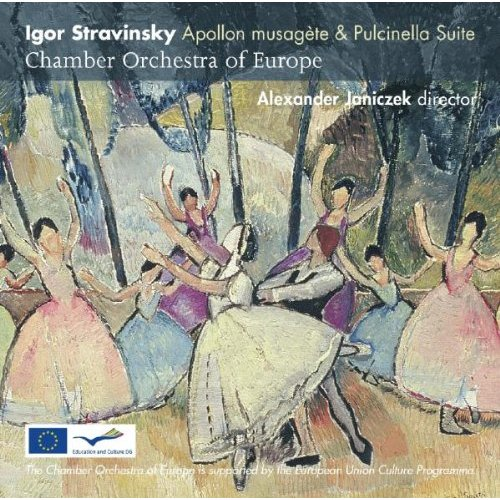 Igor Stravinsky Apollon musagète & Pulcinella Suite
Chamber Orchestra of Europe
Alexander Janiczek director
Education and Culture DG
The Chamber Orchestra of Europe is supported by the European Union Culture Programme